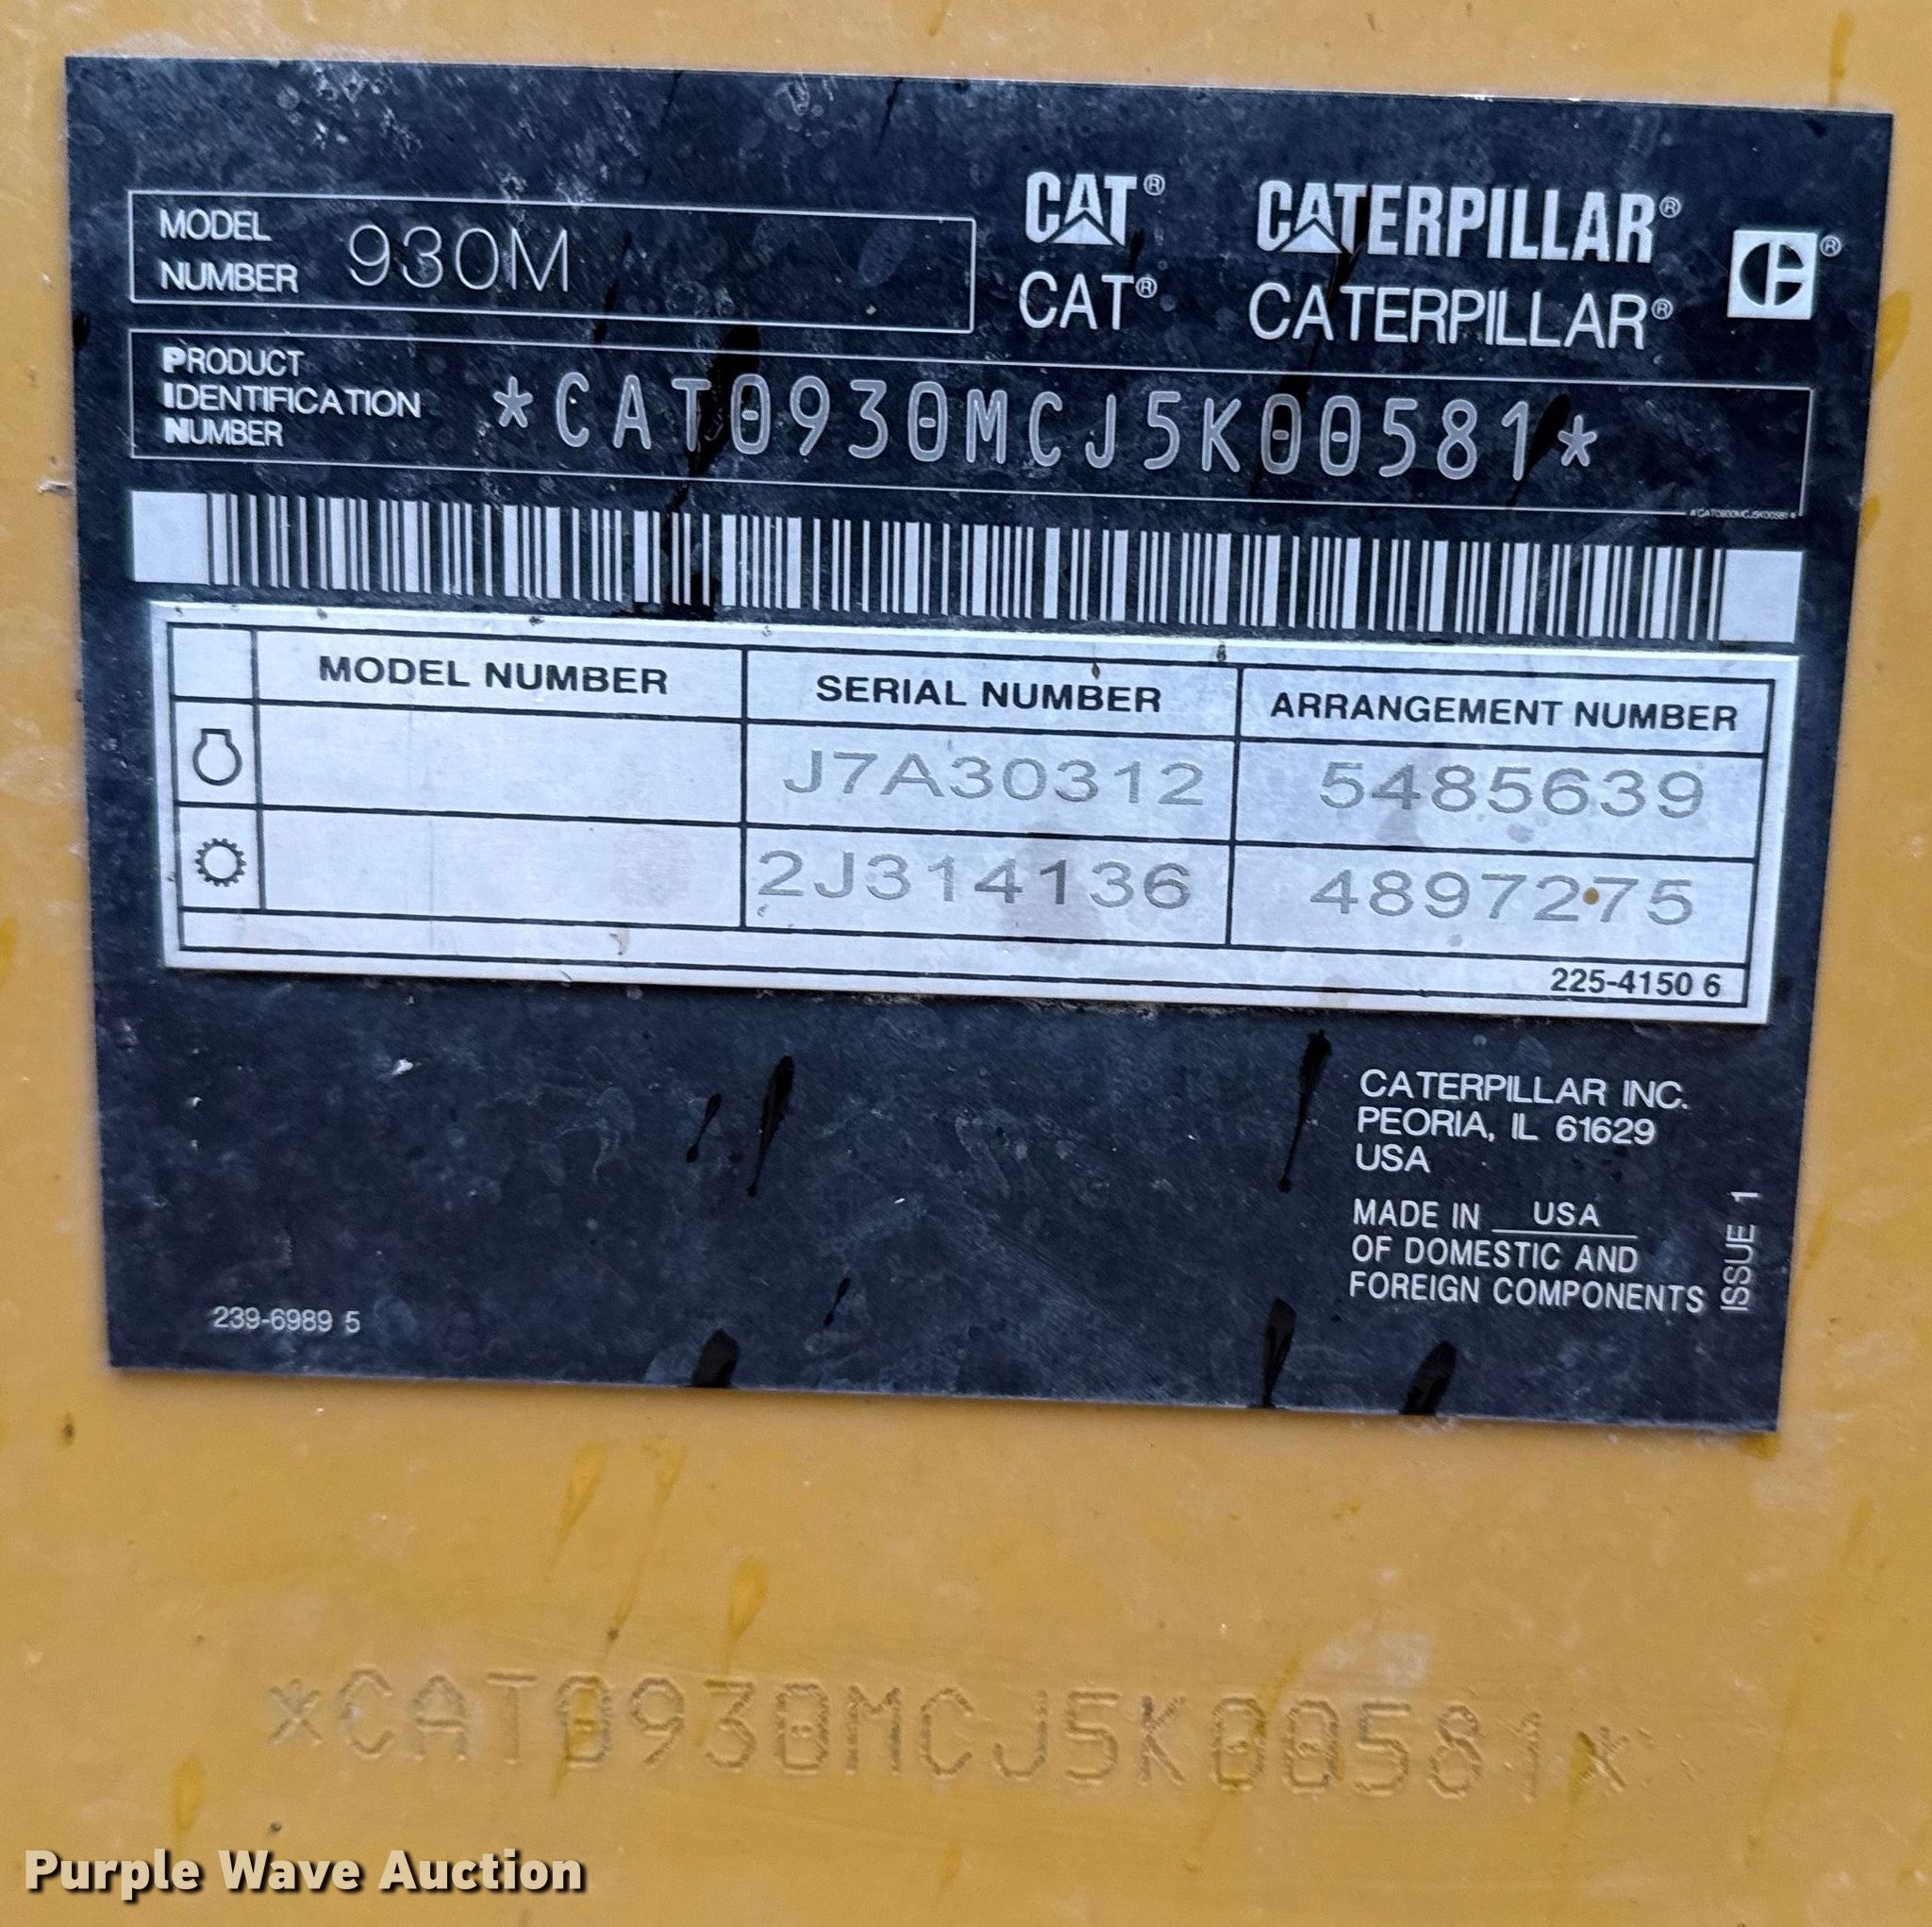 MODEL NUMBER 930M
CAT® CATERPILLAR®
CAT® CATERPILLAR®
PRODUCT IDENTIFICATION NUMBER *CAT0930MCJ5K00581*
MODEL NUMBER SERIAL NUMBER ARRANGEMENT NUMBER
J7A30312 5485639
2J314136 4897275
225-4150 6
CATERPILLAR INC.
PEORIA, IL 61629
USA
MADE IN USA
OF DOMESTIC AND
FOREIGN COMPONENTS
ISSUE 1
239-6989 5
*CAT0930MCJ5K00581*
Purple Wave Auction